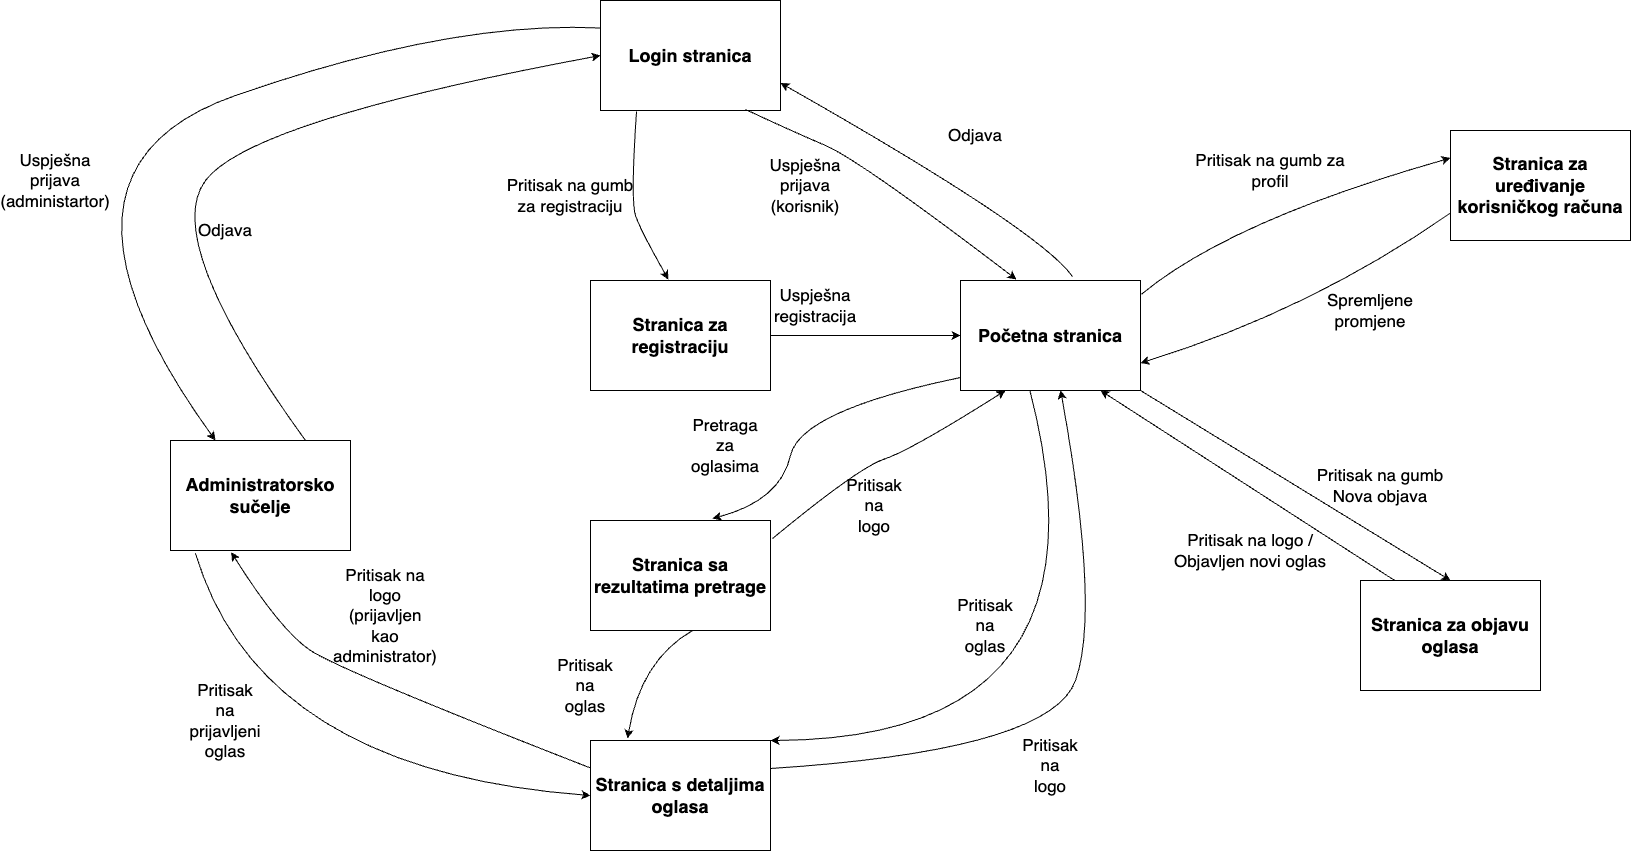 Login stranica
Odjava
Uspješna
prijava
(administartor)
Pritisak na gumb
za registraciju
Uspješna
prijava
(korisnik)
Pritisak na gumb za
profil
Stranica za
uređivanje
korisničkog računa
Odjava
Stranica za
registraciju
Uspješna
registracija
Početna stranica
Spremljene
promjene
Pretraga
za
oglasima
Pritisak
na
logo
Pritisak na gumb
Nova objava
Administratorsko
sučelje
Pritisak na logo /
Objavljen novi oglas
Stranica sa
rezultatima pretrage
Pritisak na
logo
(prijavljen
kao
administrator)
Pritisak
na
oglas
Stranica za objavu
oglasa
Pritisak
na
prijavljeni
oglas
Pritisak
na
oglas
Pritisak
na
logo
Stranica s detaljima
oglasa